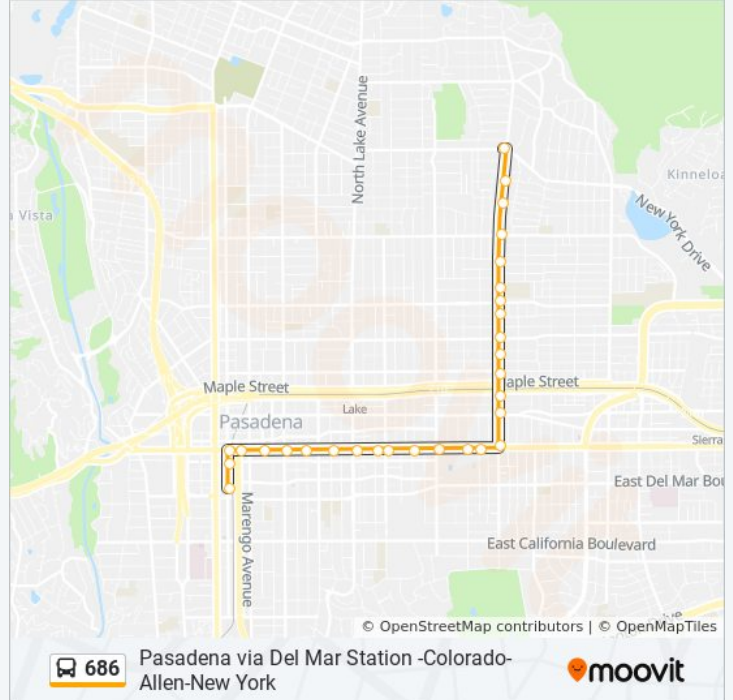 North Lake Avenue
Kinneloa
a Vista
New York Drive
Maple Street
aple Street
Lake
Pasadena
Sierra
East Del Mar Bou
Marengo Avenue
East California Boulevard
© OpenStreetMap contributors | © OpenMapTiles
686
Pasadena via Del Mar Station -Colorado-
Allen-New York
moovit